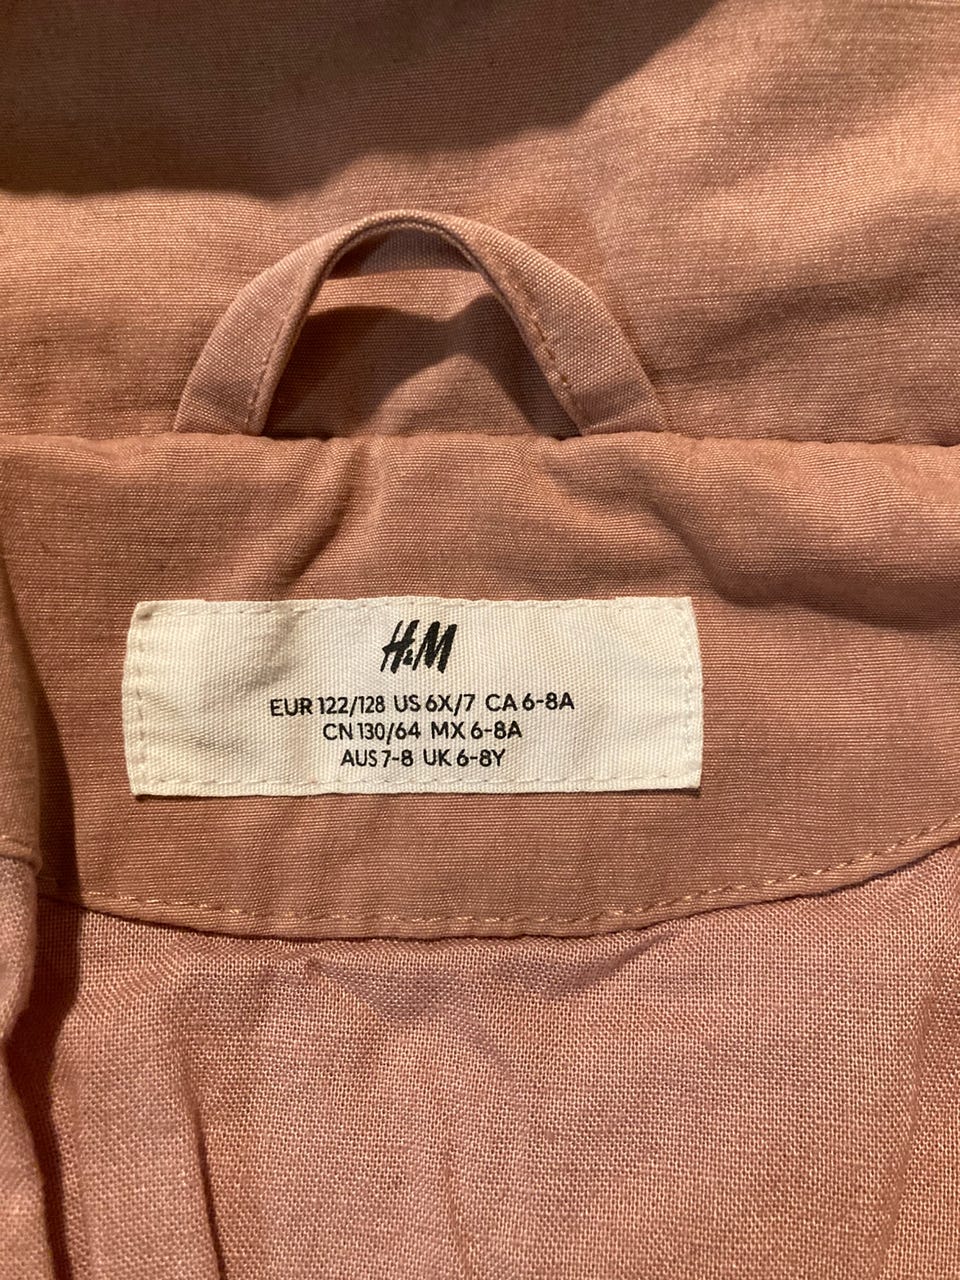 H&M
EUR 122/128 US 6X/7 CA 6-8A
CN 130/64 MX 6-8A
AUS 7-8 UK 6-8Y